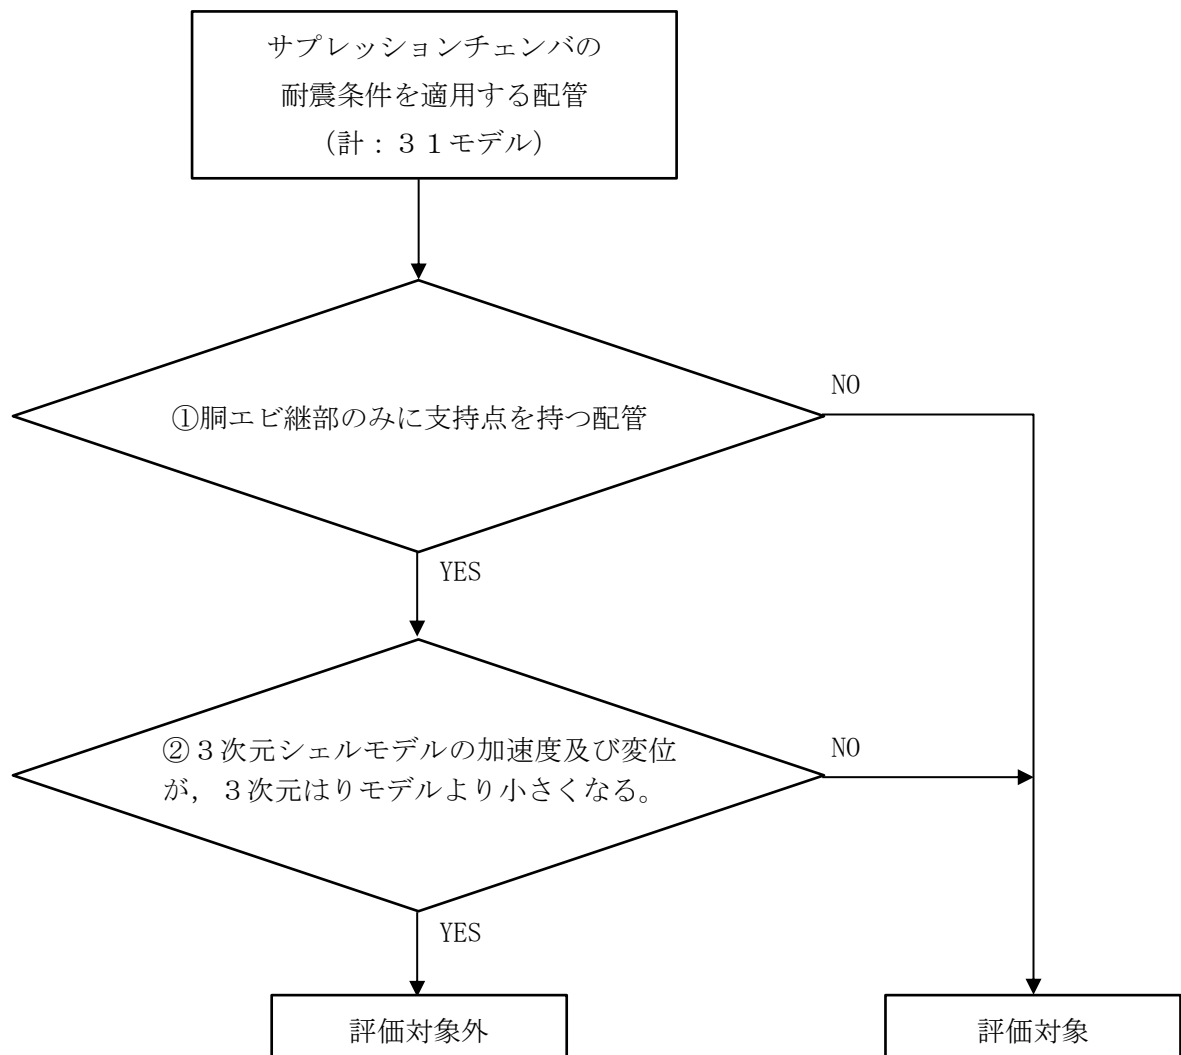 サプレッションチェンバの
耐震条件を適用する配管
（計：３１モデル）
NO
①胴エビ継部のみに支持点を持つ配管
YES
②３次元シェルモデルの加速度及び変位
が，３次元はりモデルより小さくなる。
NO
YES
評価対象外
評価対象